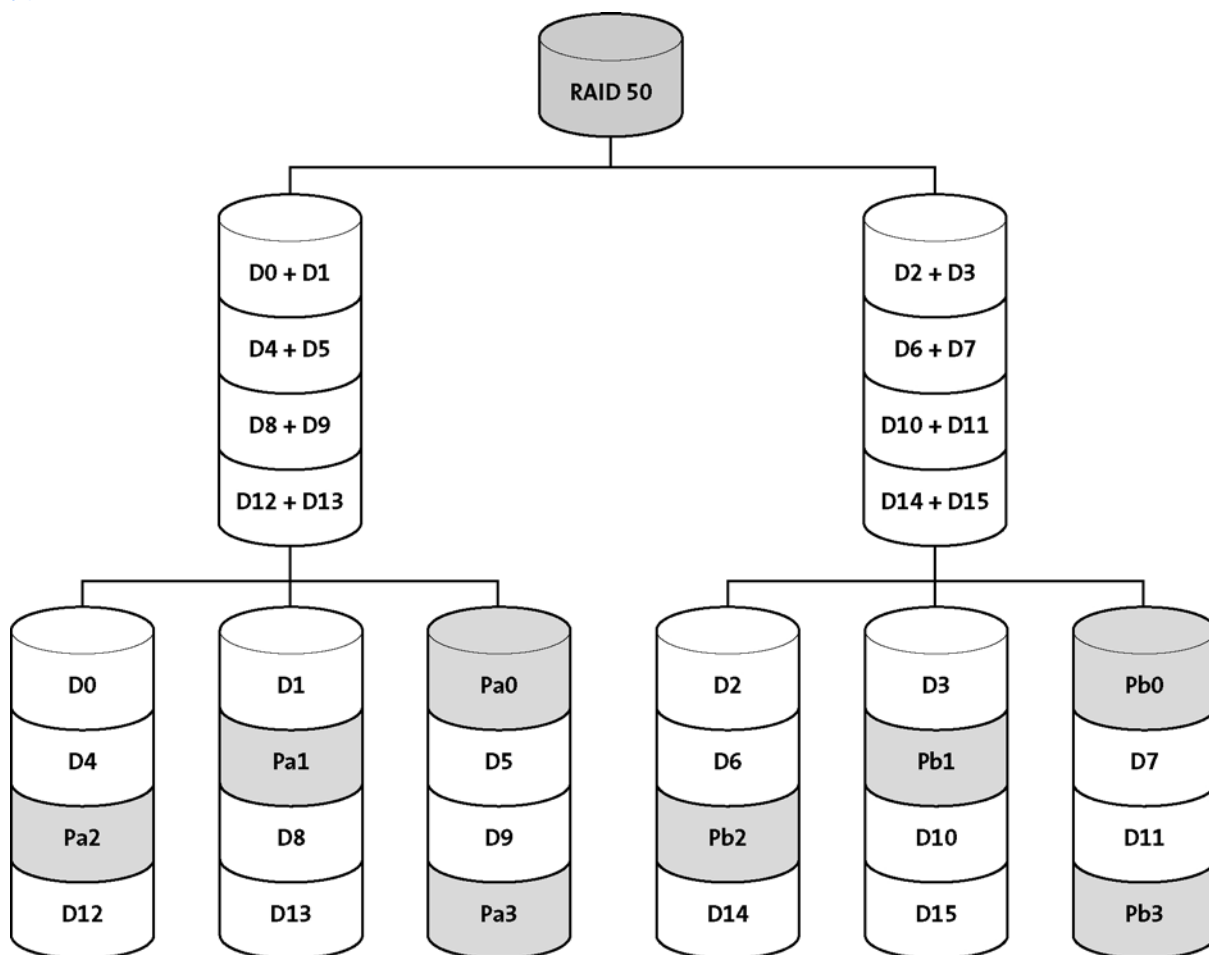 RAID 50
D0 + D1
D4 + D5
D8 + D9
D12 + D13
D2 + D3
D6 + D7
D10 + D11
D14 + D15
D0
D4
Pa2
D12
D1
Pa1
D8
D13
Pa0
D5
D9
Pa3
D2
D6
Pb2
D14
D3
Pb1
D10
D15
Pb0
D7
D11
Pb3